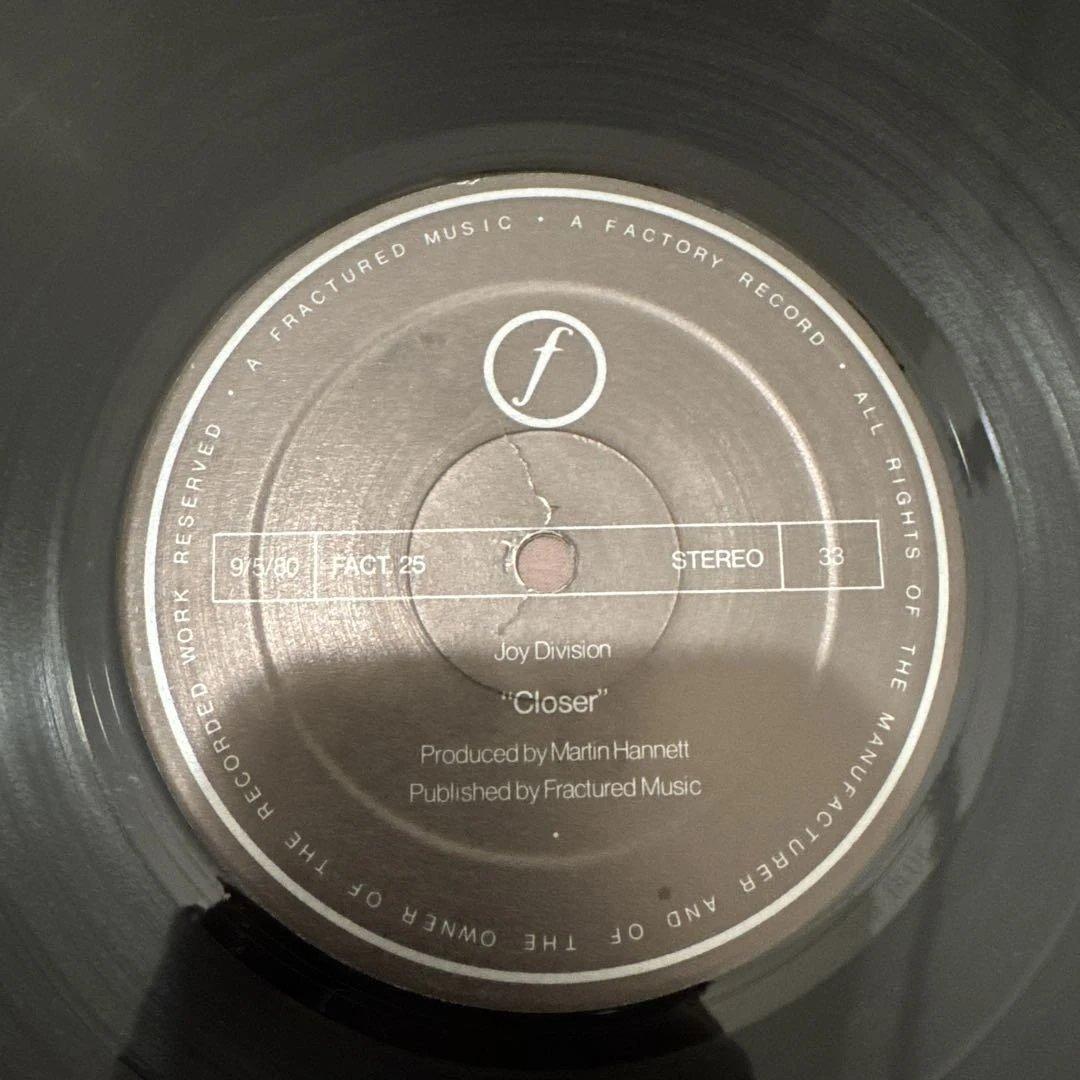 A FRACTURED MUSIC · A FACTORY RECORD · ALL RIGHTS OF THE MANUFACTURER AND OF THE OWNER OF THE RECORDED WORK RESERVED ·
f
9/5/80 FACT. 25 STEREO 33
Joy Division
“Closer”
Produced by Martin Hannett
Published by Fractured Music